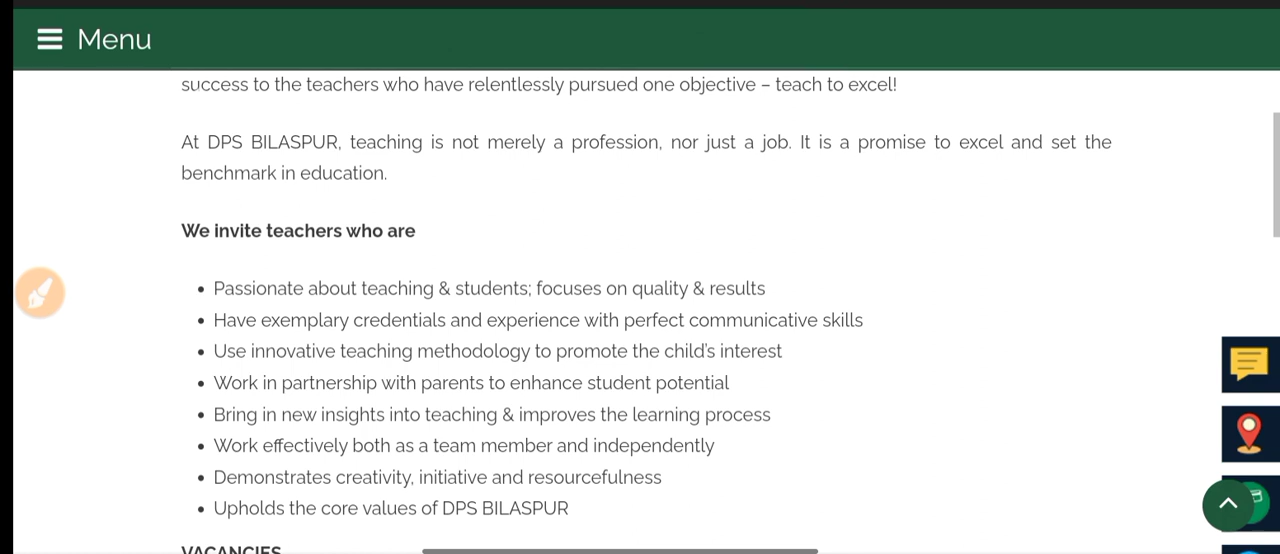 Menu
success to the teachers who have relentlessly pursued one objective – teach to excel!
At DPS BILASPUR, teaching is not merely a profession, nor just a job. It is a promise to excel and set the
benchmark in education.
We invite teachers who are
• Passionate about teaching & students; focuses on quality & results
• Have exemplary credentials and experience with perfect communicative skills
• Use innovative teaching methodology to promote the child's interest
• Work in partnership with parents to enhance student potential
• Bring in new insights into teaching & improves the learning process
• Work effectively both as a team member and independently
• Demonstrates creativity, initiative and resourcefulness
• Upholds the core values of DPS BILASPUR
VACANCIES